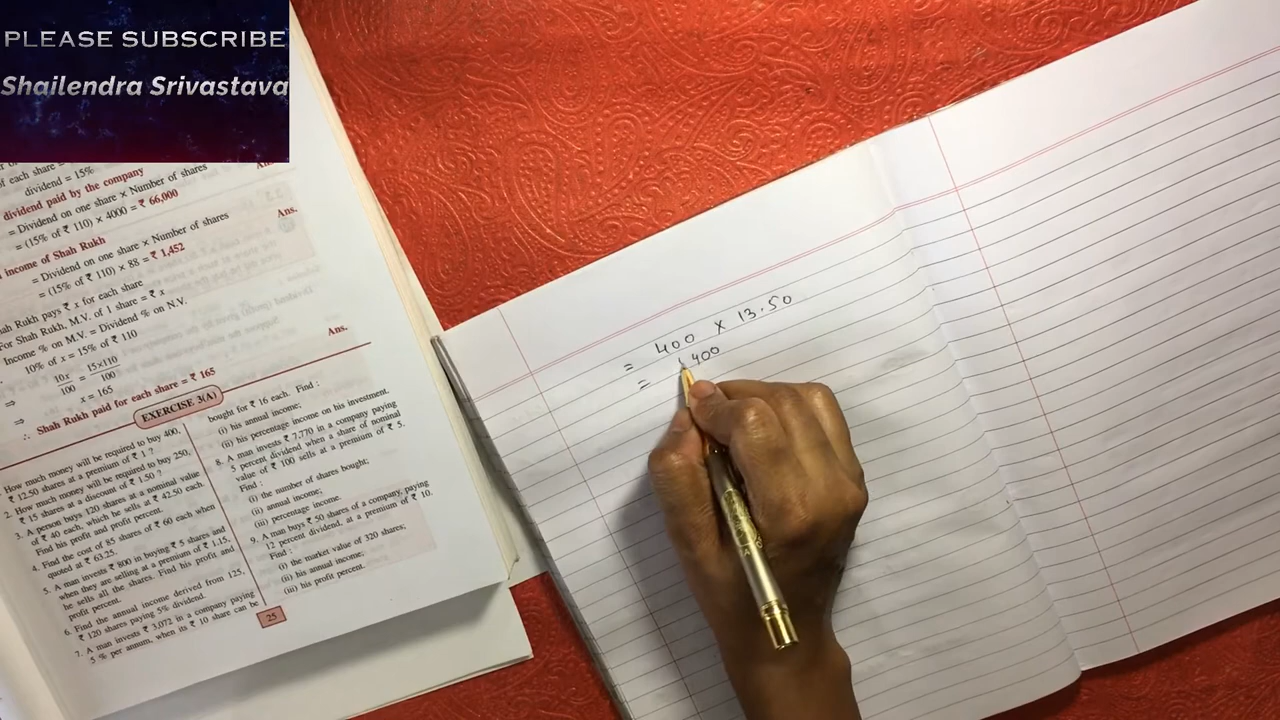 PLEASE SUBSCRIBE
Shailendra Srivastava
of each share =
dividend = 15%
dividend paid by the company
= Dividend on one share × Number of shares
= (15% of ₹ 110) × 4000 = ₹ 66,000
Ans.
income of Shah Rukh
= Dividend on one share × Number of shares
= (15% of ₹ 110) × 88 = ₹ 1,452
Ans.
Shah Rukh pays ₹ x for each share
For Shah Rukh, M.V. of 1 share = ₹ x
Income % on M.V. = Dividend % on N.V.
10% of x = 15% of ₹ 110
⇒ 10x/100 = 15×110/100
⇒ x = 165
∴ Shah Rukh paid for each share = ₹ 165
Ans.
EXERCISE 3(A)
How much money will be required to buy 400,
₹ 12.50 shares at a premium of ₹ 1 ?
2. How much money will be required to buy 250,
₹ 15 shares at a discount of ₹ 1.50 ?
3. A person buys 120 shares at a nominal value
of ₹ 40 each, which he sells at ₹ 42.50 each.
Find his profit and profit percent.
4. Find the cost of 85 shares of ₹ 60 each when
quoted at ₹ 63.25.
5. A man invests ₹ 800 in buying ₹ 5 shares and
when they are selling at a premium of ₹ 1.15,
he sells all the shares. Find his profit and
profit percent.
6. Find the annual income derived from 125,
₹ 120 shares paying 5% dividend.
7. A man invests ₹ 3,072 in a company paying
5% per annum, when its ₹ 10 share can be
bought for ₹ 16 each. Find :
(i) his annual income;
(ii) his percentage income on his investment.
8. A man invests ₹ 7,770 in a company paying
5 percent dividend when a share of nominal
value of ₹ 100 sells at a premium of ₹ 5.
Find :
(i) the number of shares bought;
(ii) annual income;
(iii) percentage income.
9. A man buys ₹ 50 shares of a company, paying
12 percent dividend, at a premium of ₹ 10.
Find :
(i) the market value of 320 shares;
(ii) his annual income;
(iii) his profit percent.
25
= 400 × 13.50
= 400